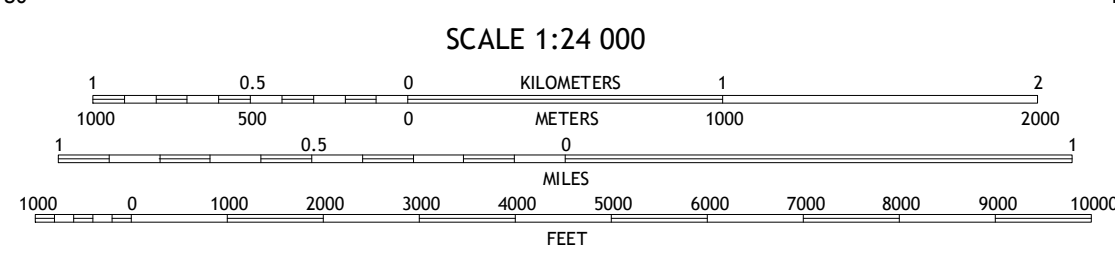 SCALE 1:24 000
1 0.5 0 KILOMETERS 1 2
1000 500 0 METERS 1000 2000
1 0.5 0 1
MILES
1000 0 1000 2000 3000 4000 5000 6000 7000 8000 9000 10000
FEET